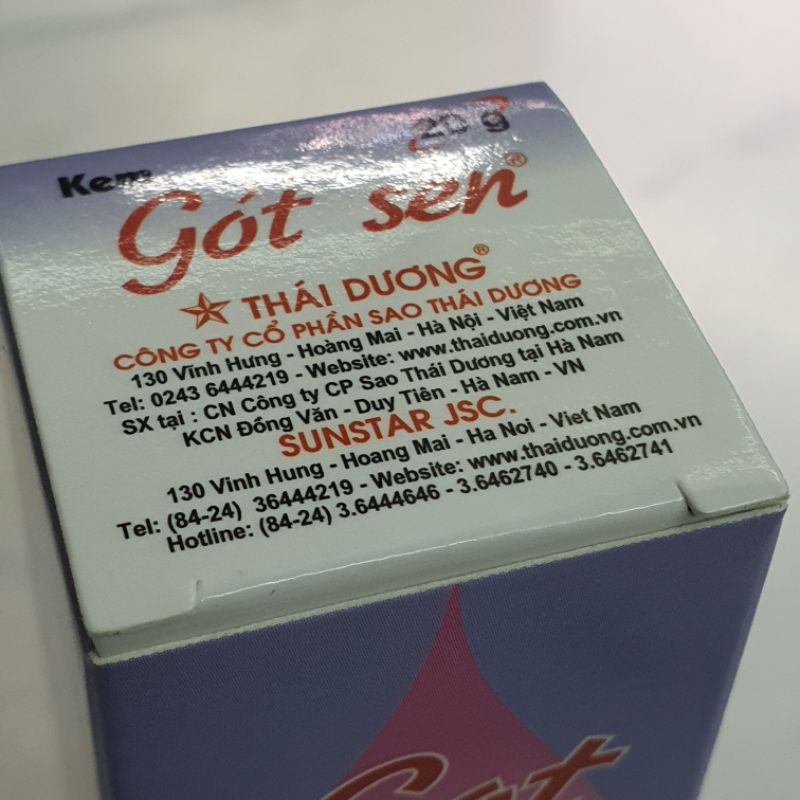 Kem 20 g
Gót sen®
THÁI DƯƠNG®
CÔNG TY CỔ PHẦN SAO THÁI DƯƠNG
130 Vĩnh Hưng - Hoàng Mai - Hà Nội - Việt Nam
Tel: 0243 6444219 - Website: www.thaiduong.com.vn
SX tại : CN Công ty CP Sao Thái Dương tại Hà Nam
KCN Đồng Văn - Duy Tiên - Hà Nam - VN
SUNSTAR JSC.
130 Vinh Hung - Hoang Mai - Ha Noi - Viet Nam
Tel: (84-24) 36444219 - Website: www.thaiduong.com.vn
Hotline: (84-24) 3.6444646 - 3.6462740 - 3.6462741
Got